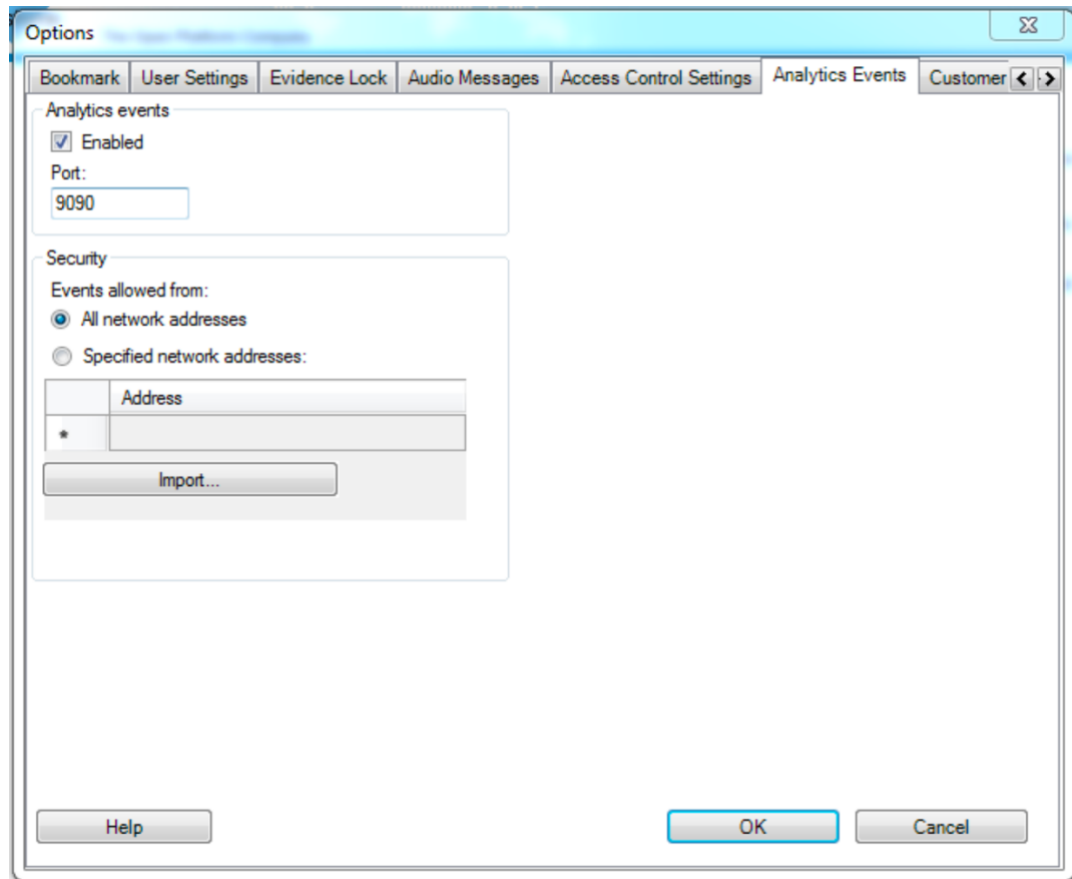 Options
Bookmark User Settings Evidence Lock Audio Messages Access Control Settings Analytics Events Customer
Analytics events
Enabled
Port:
9090
Security
Events allowed from:
All network addresses
Specified network addresses:
Address
*
Import...
Help OK Cancel